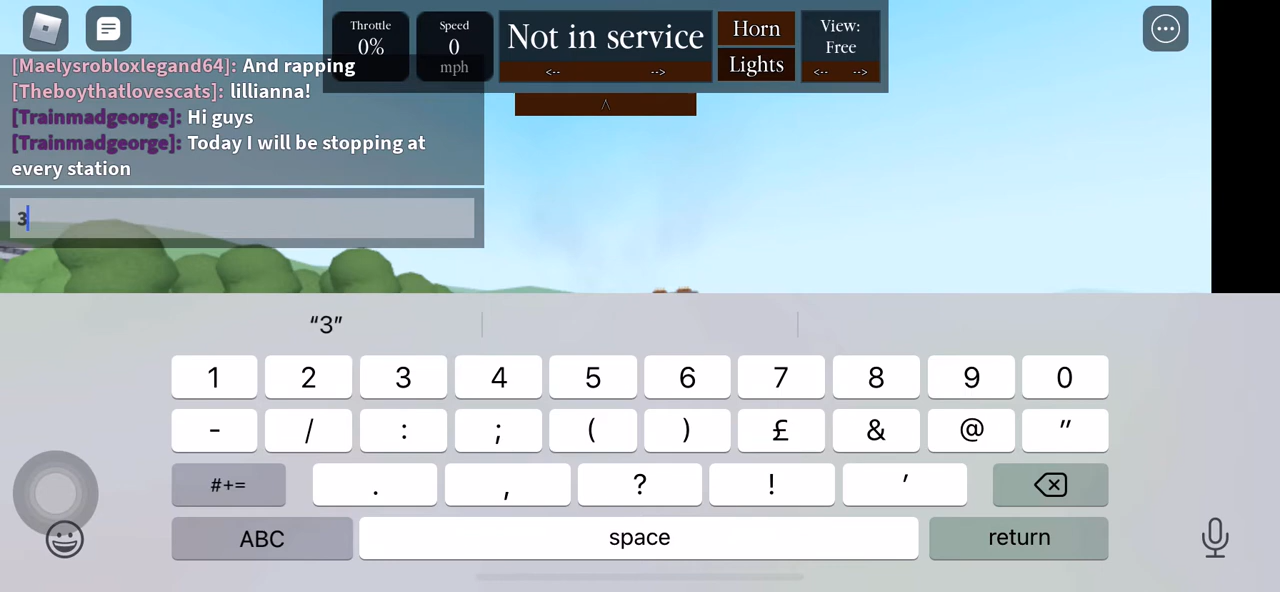 Throttle
0%
Speed
0
mph
Not in service
<-- -->
Horn
Lights
View:
Free
<-- -->
^
[Maelysrobloxlegand64]: And rapping
[Theboythatlovescats]: lillianna!
[Trainmadgeorge]: Hi guys
[Trainmadgeorge]: Today I will be stopping at
every station
3
“3”
1 2 3 4 5 6 7 8 9 0
- / : ; ( ) £ & @ "
#+= . , ? ! ’
ABC space return